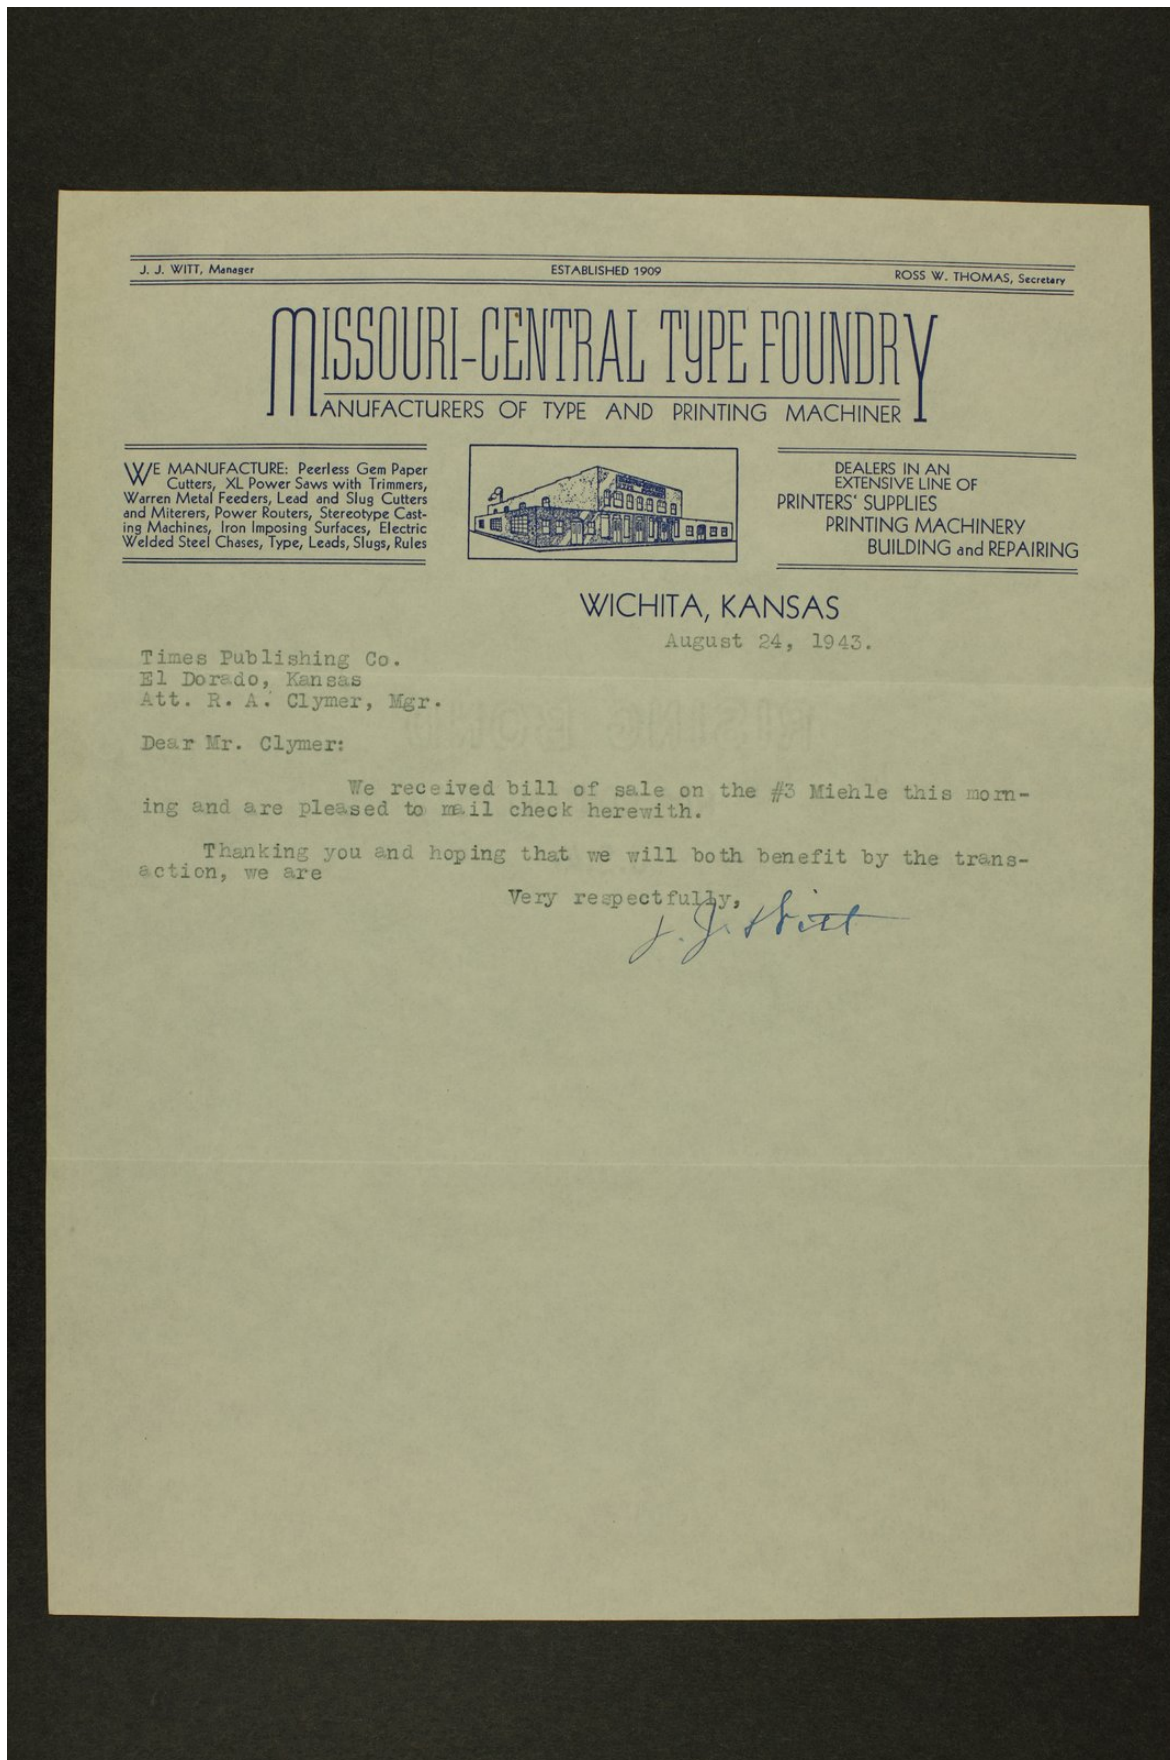 J. J. WITT, Manager
ESTABLISHED 1909
ROSS W. THOMAS, Secretary
MISSOURI-CENTRAL TYPE FOUNDRY
MANUFACTURERS OF TYPE AND PRINTING MACHINERY
WE MANUFACTURE: Peerless Gem Paper
Cutters, XL Power Saws with Trimmers,
Warren Metal Feeders, Lead and Slug Cutters
and Miterers, Power Routers, Stereotype Cast-
ing Machines, Iron Imposing Surfaces, Electric
Welded Steel Chases, Type, Leads, Slugs, Rules
DEALERS IN AN
EXTENSIVE LINE OF
PRINTERS' SUPPLIES
PRINTING MACHINERY
BUILDING and REPAIRING
WICHITA, KANSAS
August 24, 1943.
Times Publishing Co.
El Dorado, Kansas
Att. R. A. Clymer, Mgr.
Dear Mr. Clymer:
We received bill of sale on the #3 Miehle this morn-
ing and are pleased to mail check herewith.
Thanking you and hoping that we will both benefit by the trans-
action, we are
Very respectfully,
J. J. Witt